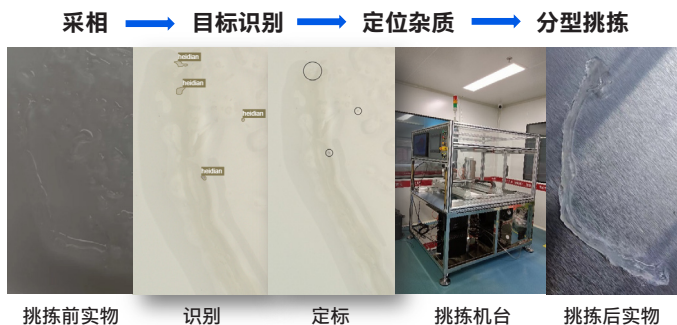 采相 目标识别 定位杂质 分型挑拣
heidian
heidian
heidian
heidian
挑拣前实物 识别 定标 挑拣机台 挑拣后实物